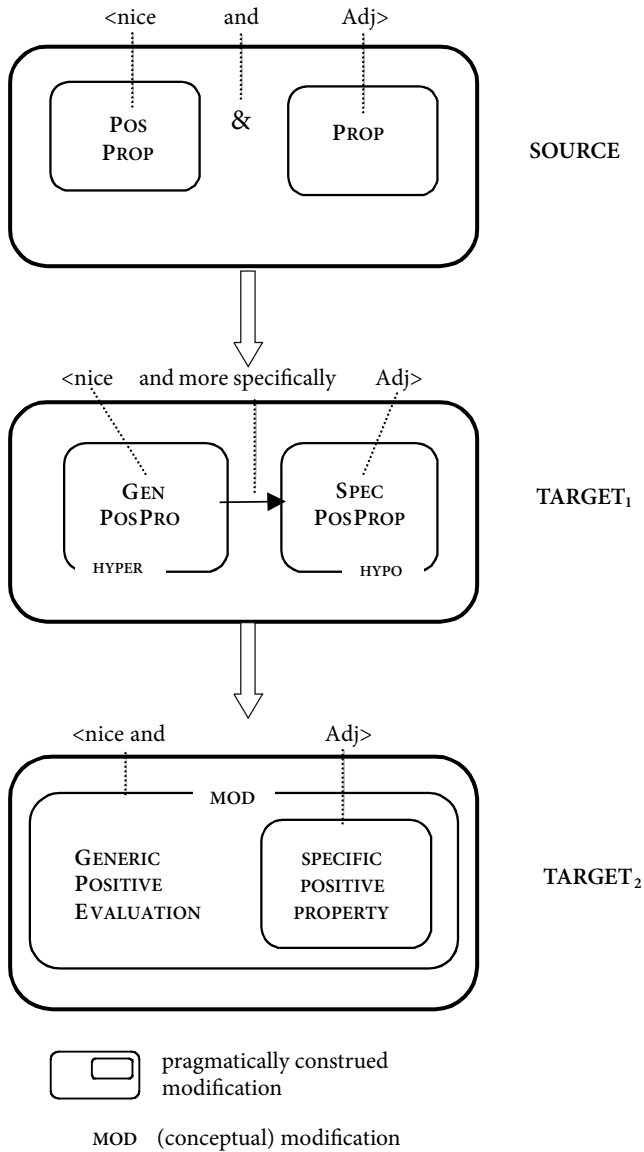 <nice and Adj>
POS PROP & PROP
SOURCE
<nice and more specifically Adj>
GEN POSPRO
SPEC POSPROP
HYPER
HYPO
TARGET₁
<nice and Adj>
MOD
GENERIC
POSITIVE
EVALUATION
SPECIFIC
POSITIVE
PROPERTY
TARGET₂
pragmatically construed
modification
MOD (conceptual) modification